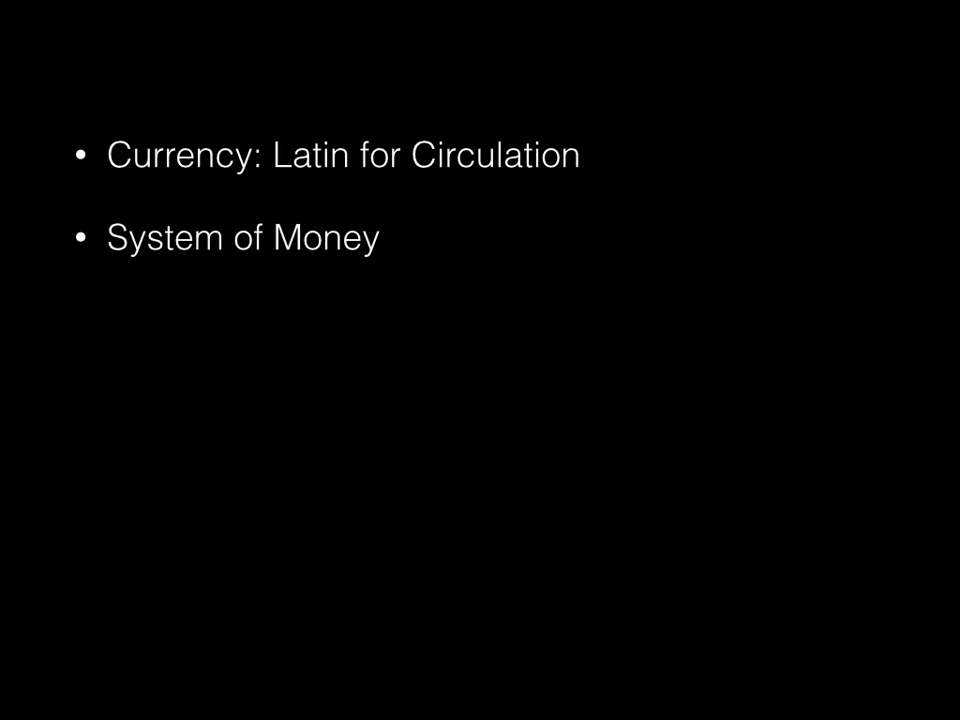 • Currency: Latin for Circulation
• System of Money